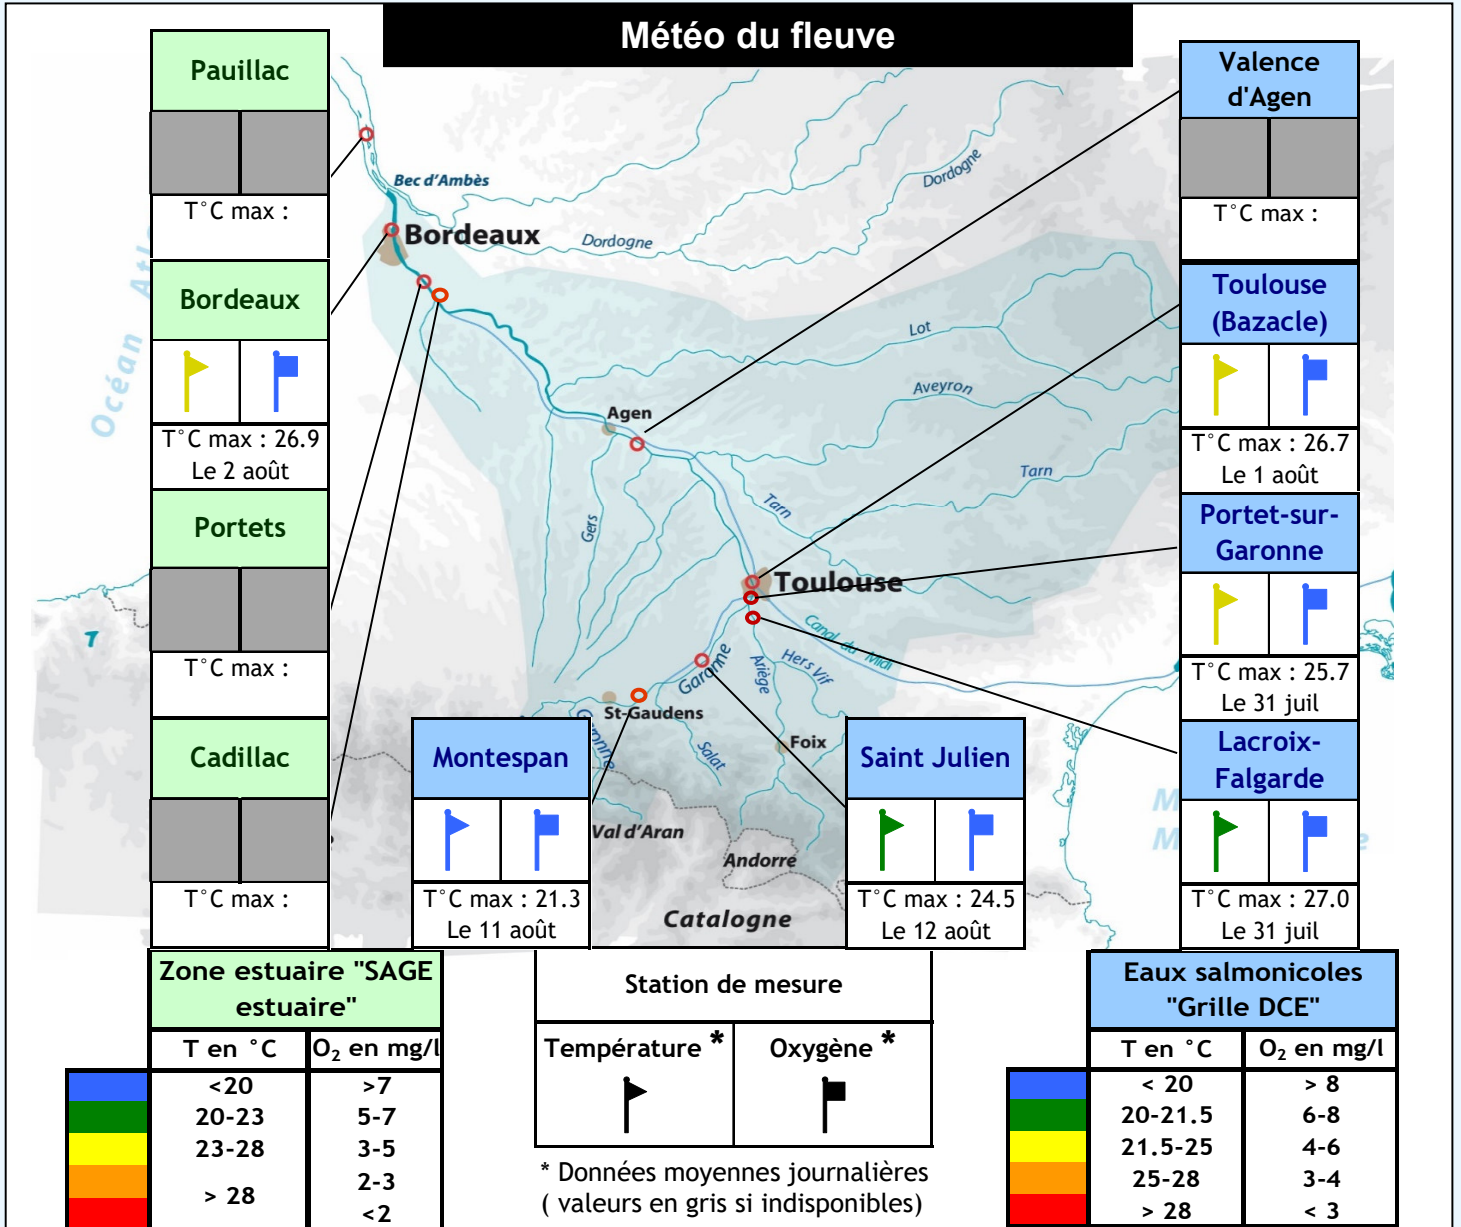 Météo du fleuve
Pauillac
T°C max :
Bordeaux
T°C max : 26.9
Le 2 août
Portets
T°C max :
Cadillac
T°C max :
Valence
d'Agen
T°C max :
Toulouse
(Bazacle)
T°C max : 26.7
Le 1 août
Portet-sur-
Garonne
T°C max : 25.7
Le 31 juil
Lacroix-
Falgarde
T°C max : 27.0
Le 31 juil
Montespan
T°C max : 21.3
Le 11 août
Saint Julien
T°C max : 24.5
Le 12 août
Océan Atl
Bec d'Ambès
Bordeaux
Dordogne
Dordogne
Lot
Aveyron
Agen
Tarn
Tarn
Gers
Toulouse
Canal du Midi
Hers Vif
Ariège
Garonne
St-Gaudens
Garonne
Salat
Foix
Val d'Aran
Andorre
Catalogne
M
M
e
Zone estuaire "SAGE
estuaire"
T en °C O₂ en mg/l
<20 >7
20-23 5-7
23-28 3-5
> 28 2-3
<2
Station de mesure
Température * Oxygène *
* Données moyennes journalières
( valeurs en gris si indisponibles)
Eaux salmonicoles
"Grille DCE"
T en °C O₂ en mg/l
< 20 > 8
20-21.5 6-8
21.5-25 4-6
25-28 3-4
> 28 < 3